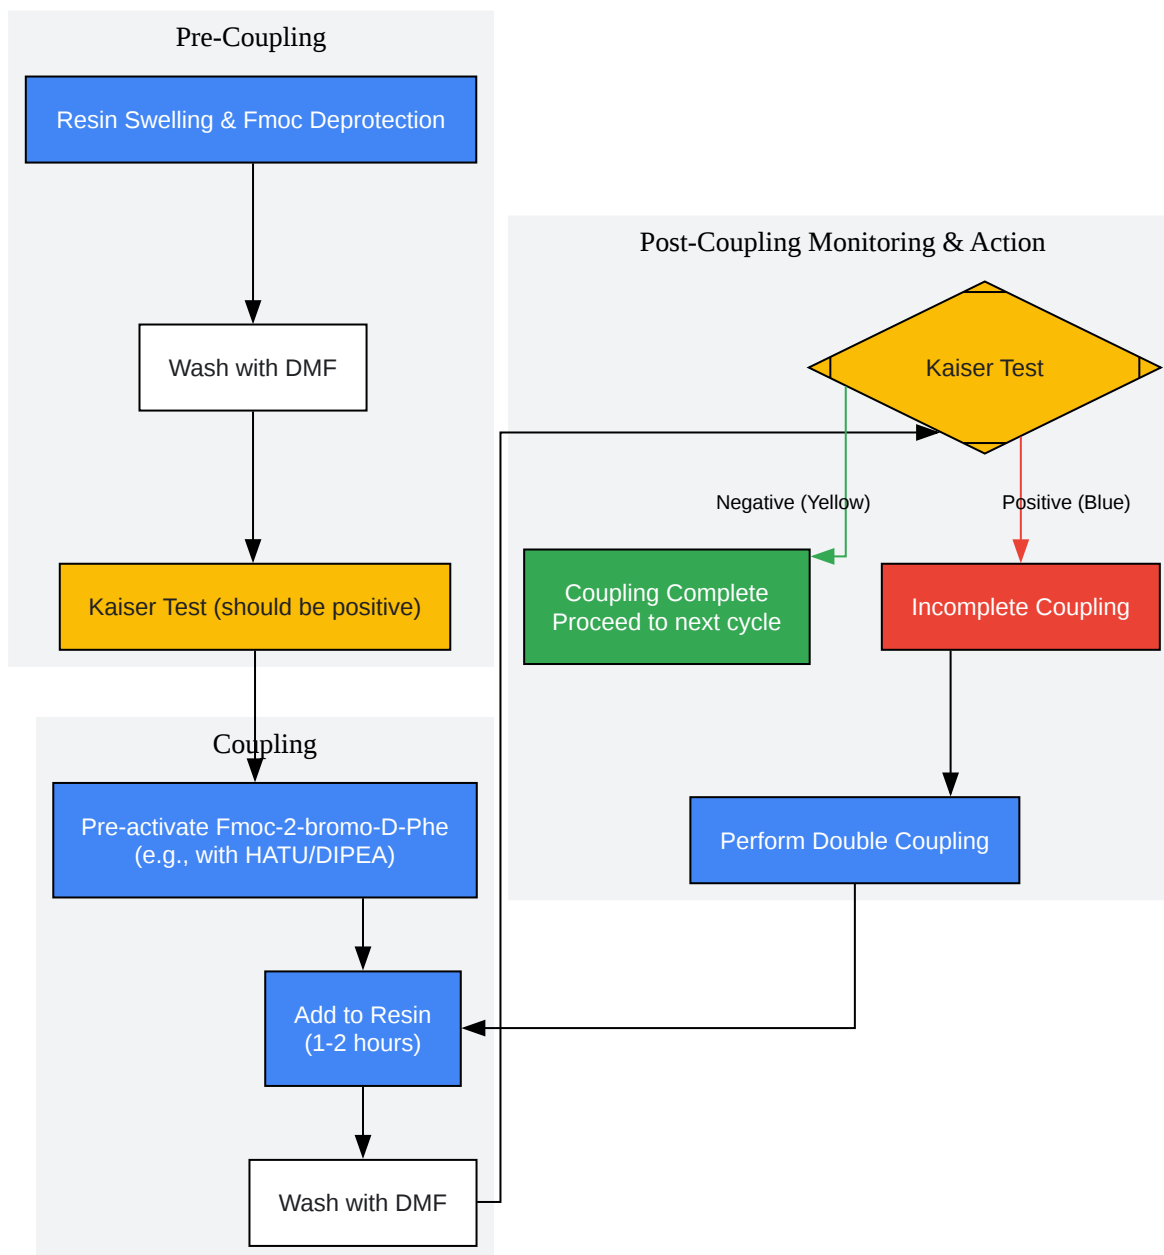 Pre-Coupling
Resin Swelling & Fmoc Deprotection
Wash with DMF
Kaiser Test (should be positive)
Coupling
Pre-activate Fmoc-2-bromo-D-Phe
(e.g., with HATU/DIPEA)
Add to Resin
(1-2 hours)
Wash with DMF
Post-Coupling Monitoring & Action
Kaiser Test
Negative (Yellow)
Positive (Blue)
Coupling Complete
Proceed to next cycle
Incomplete Coupling
Perform Double Coupling